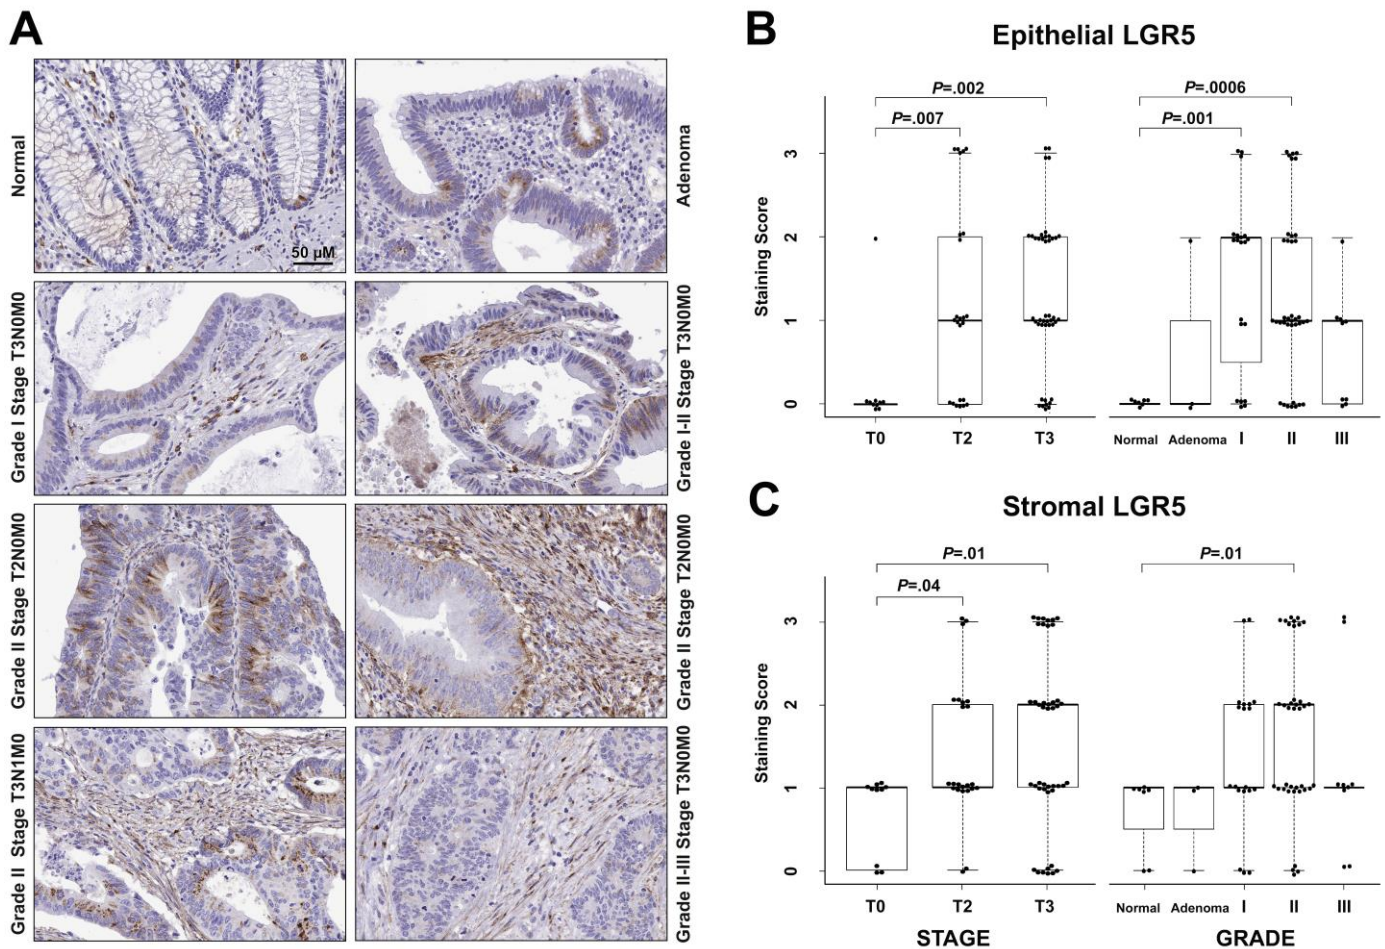 A
Normal
Adenoma
50 µM
Grade I Stage T3N0M0
Grade I-II Stage T3N0M0
Grade II Stage T2N0M0
Grade II Stage T2N0M0
Grade II Stage T3N1M0
Grade II-III Stage T3N0M0
B
Epithelial LGR5
P=.002
P=.007
P=.0006
P=.001
Staining Score
3
2
1
0
T0 T2 T3
Normal Adenoma I II III
C
Stromal LGR5
P=.01
P=.04
P=.01
Staining Score
3
2
1
0
T0 T2 T3
Normal Adenoma I II III
STAGE GRADE